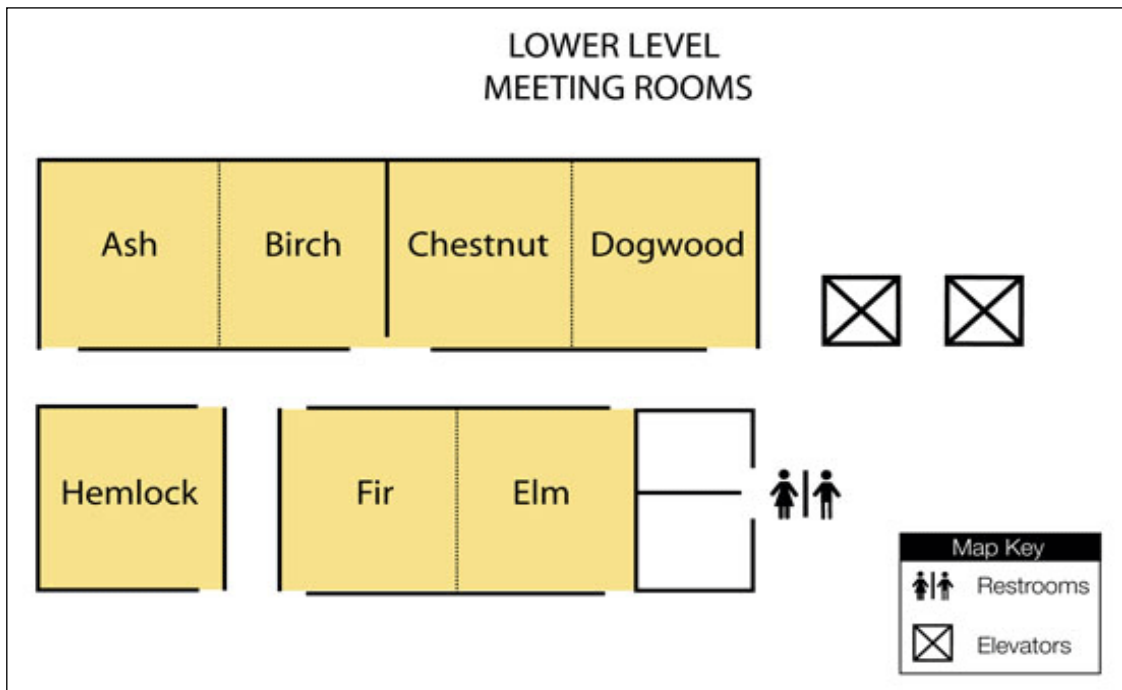 LOWER LEVEL
MEETING ROOMS
Ash
Birch
Chestnut
Dogwood
Hemlock
Fir
Elm
Map Key
Restrooms
Elevators